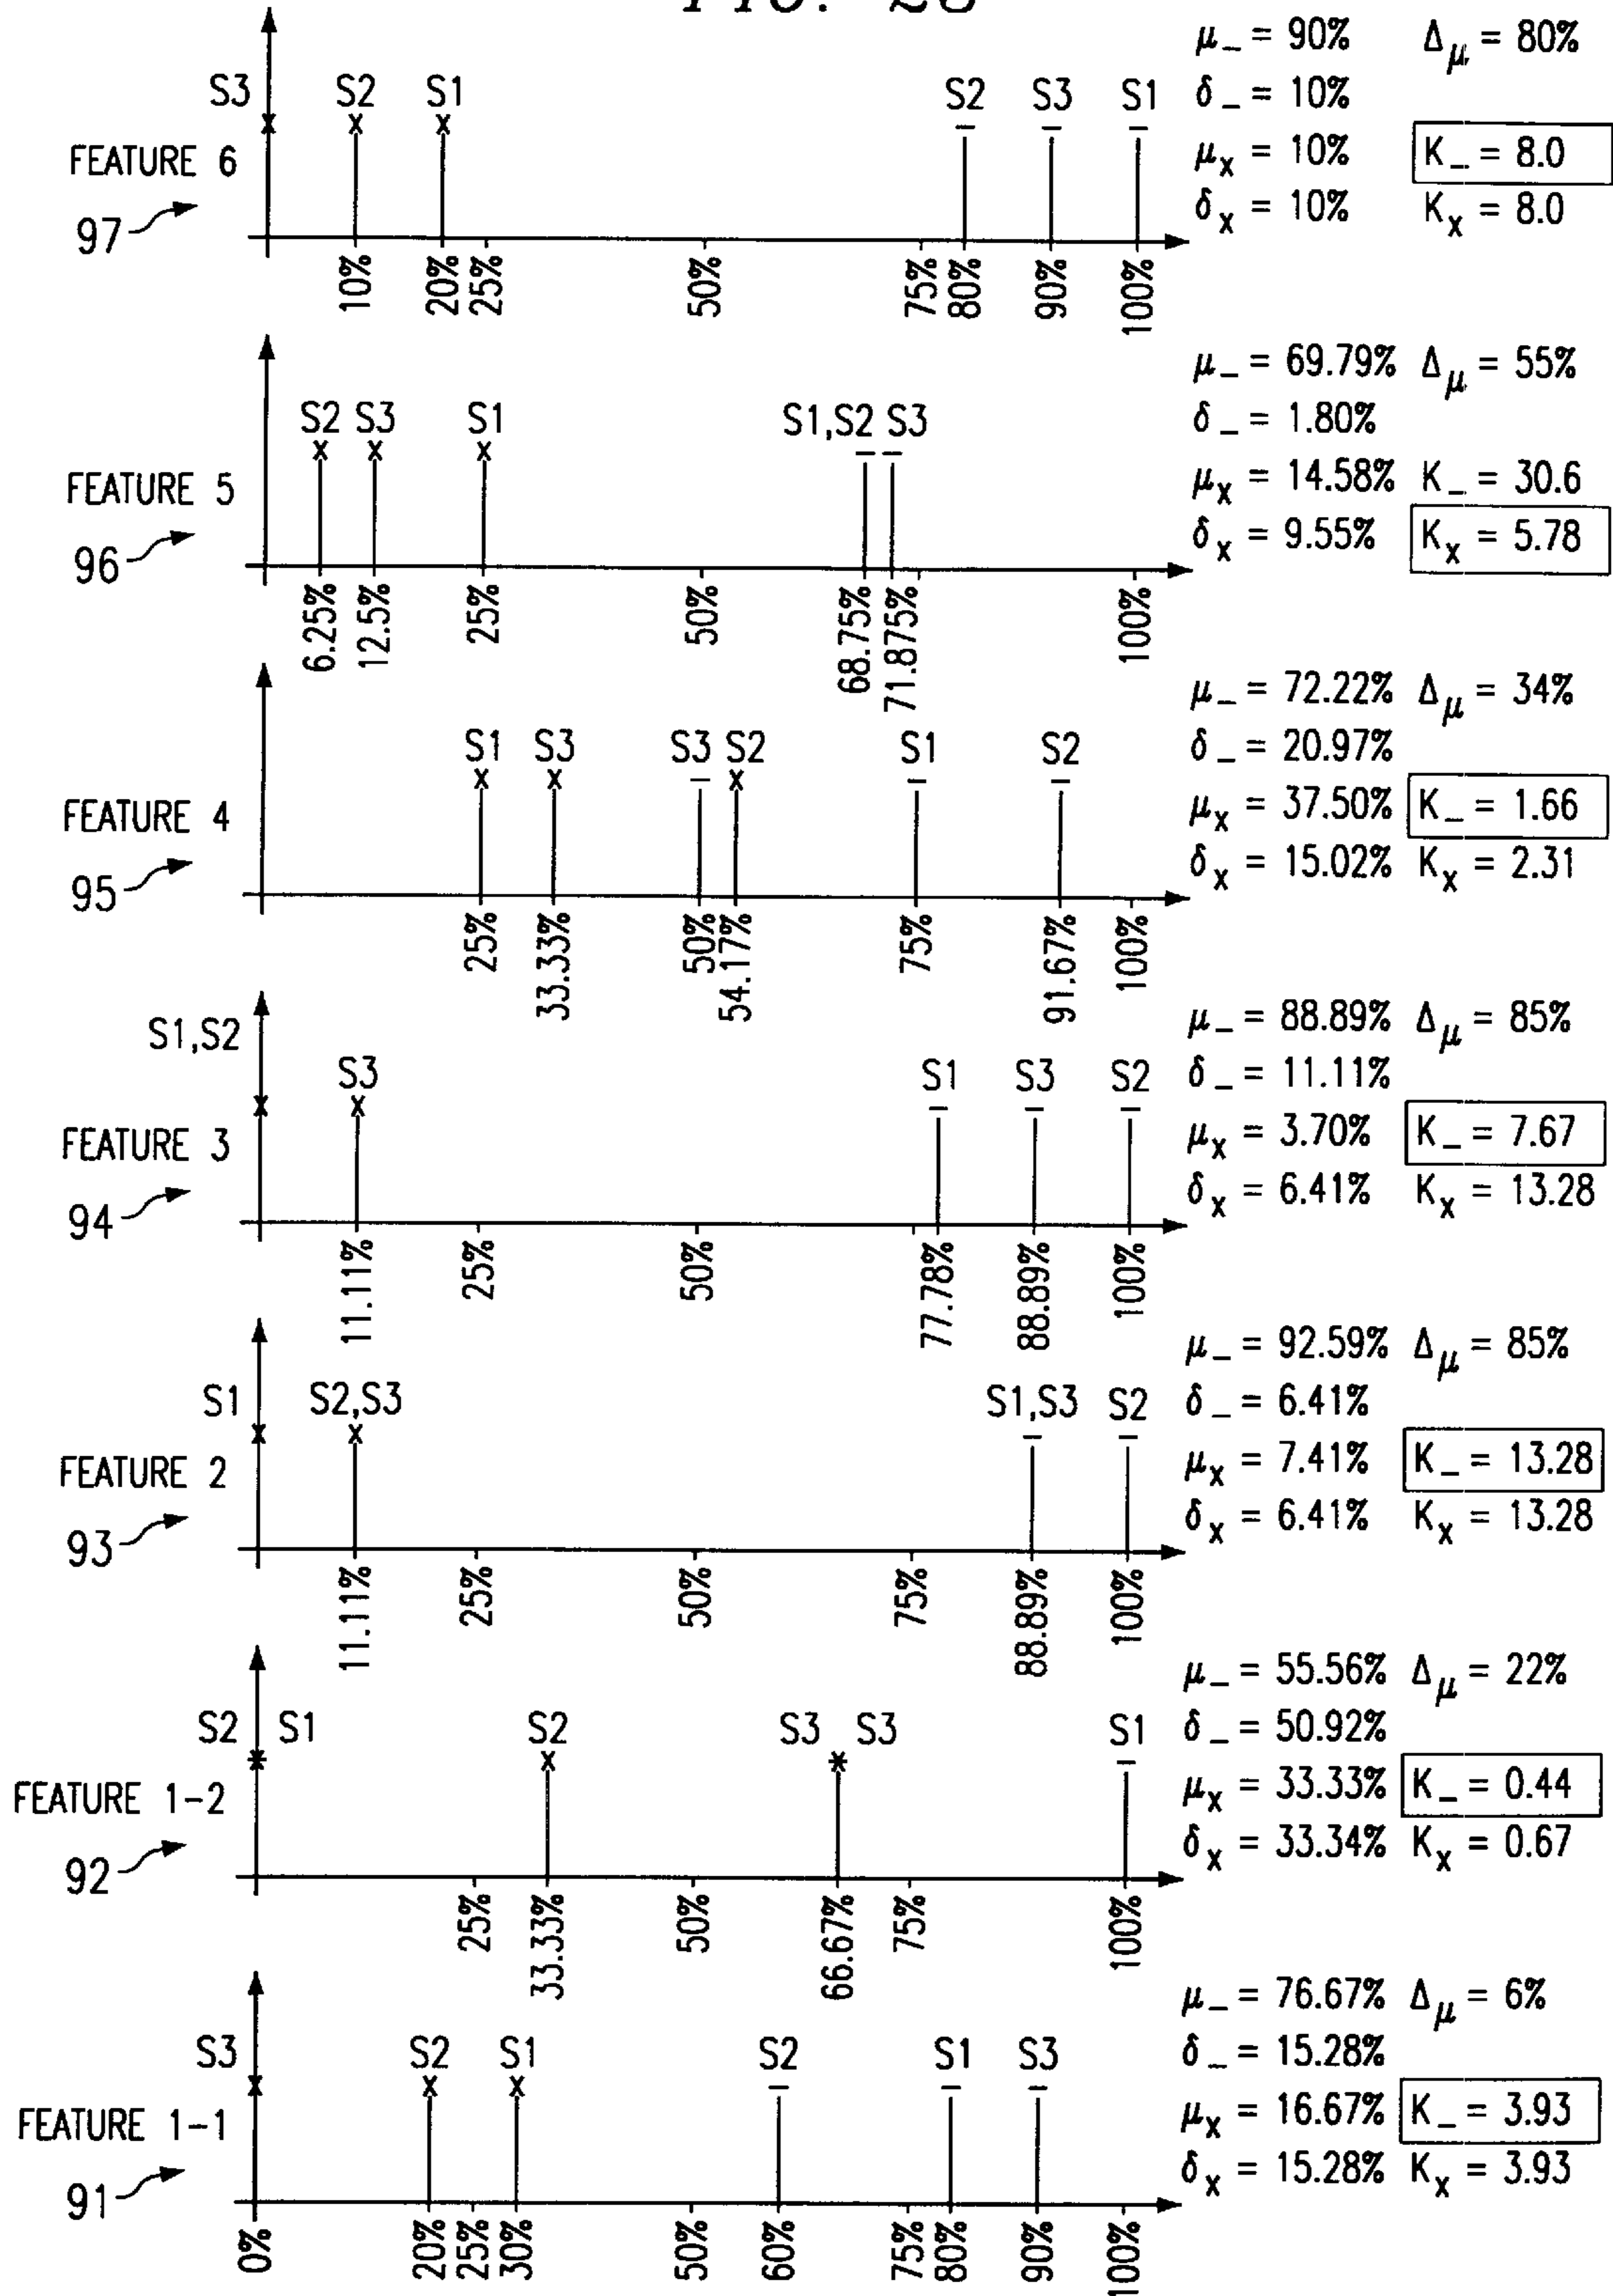 FIG. 28
S3 S2 S1 S2 S3 S1
FEATURE 6
97
10% 20% 25% 50% 75% 80% 90% 100%
μ_ = 90% Δμ = 80%
δ_ = 10%
μx = 10% K_ = 8.0
δx = 10% Kx = 8.0
S2 S3 S1 S1,S2 S3
FEATURE 5
96
6.25% 12.5% 25% 50% 68.75% 71.875% 100%
μ_ = 69.79% Δμ = 55%
δ_ = 1.80%
μx = 14.58% K_ = 30.6
δx = 9.55% Kx = 5.78
S1 S3 S3 S2 S1 S2
FEATURE 4
95
25% 33.33% 50% 54.17% 75% 91.67% 100%
μ_ = 72.22% Δμ = 34%
δ_ = 20.97%
μx = 37.50% K_ = 1.66
δx = 15.02% Kx = 2.31
S1,S2 S3 S1 S3 S2
FEATURE 3
94
11.11% 25% 50% 77.78% 88.89% 100%
μ_ = 88.89% Δμ = 85%
δ_ = 11.11%
μx = 3.70% K_ = 7.67
δx = 6.41% Kx = 13.28
S1 S2,S3 S1,S3 S2
FEATURE 2
93
11.11% 25% 50% 75% 88.89% 100%
μ_ = 92.59% Δμ = 85%
δ_ = 6.41%
μx = 7.41% K_ = 13.28
δx = 6.41% Kx = 13.28
S2 S1 S2 S3 S3 S1
FEATURE 1-2
92
25% 33.33% 50% 66.67% 75% 100%
μ_ = 55.56% Δμ = 22%
δ_ = 50.92%
μx = 33.33% K_ = 0.44
δx = 33.34% Kx = 0.67
S3 S2 S1 S2 S1 S3
FEATURE 1-1
91
0% 20% 25% 30% 50% 60% 75% 80% 90% 100%
μ_ = 76.67% Δμ = 6%
δ_ = 15.28%
μx = 16.67% K_ = 3.93
δx = 15.28% Kx = 3.93